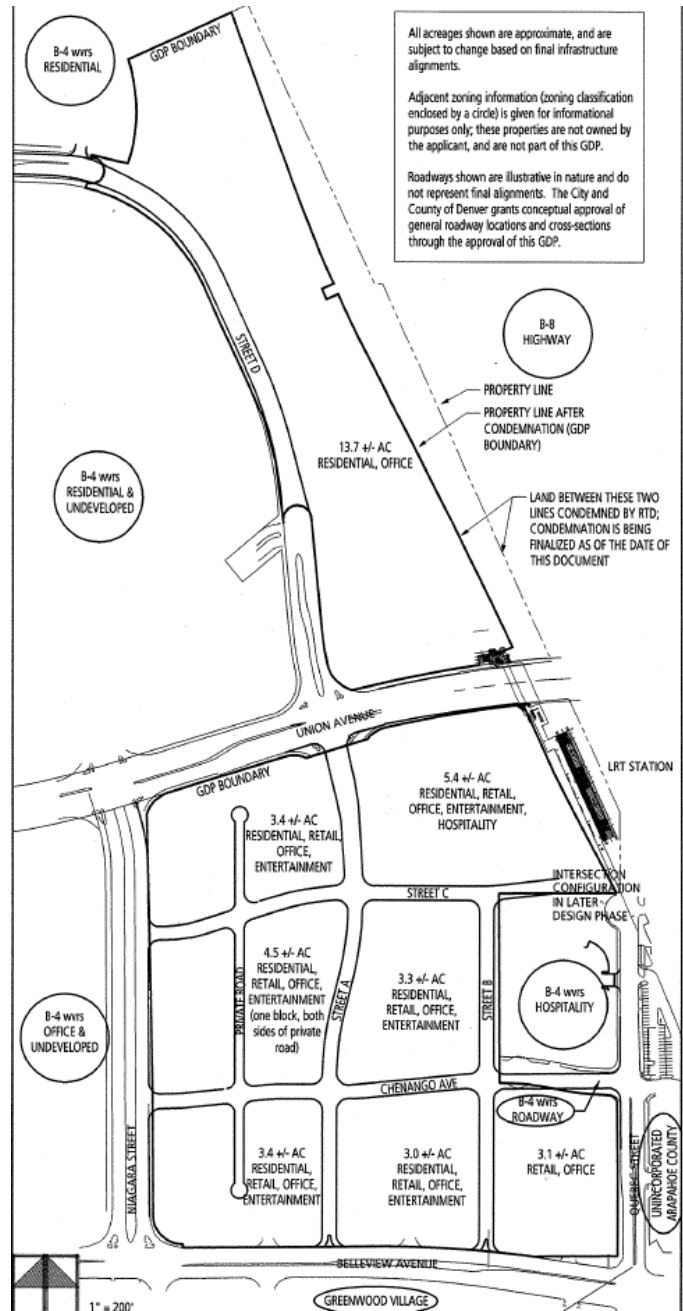 B-4 wvrs
RESIDENTIAL
GDP BOUNDARY
All acreages shown are approximate, and are
subject to change based on final infrastructure
alignments.
Adjacent zoning information (zoning classification
enclosed by a circle) is given for informational
purposes only; these properties are not owned by
the applicant, and are not part of this GDP.
Roadways shown are illustrative in nature and do
not represent final alignments. The City and
County of Denver grants conceptual approval of
general roadway locations and cross-sections
through the approval of this GDP.
B-8
HIGHWAY
STREET D
PROPERTY LINE
PROPERTY LINE AFTER
CONDEMNATION (GDP
BOUNDARY)
13.7 +/- AC
RESIDENTIAL, OFFICE
B-4 wvrs
RESIDENTIAL &
UNDEVELOPED
LAND BETWEEN THESE TWO
LINES CONDEMNED BY RTD;
CONDEMNATION IS BEING
FINALIZED AS OF THE DATE OF
THIS DOCUMENT
UNION AVENUE
GDP BOUNDARY
LRT STATION
5.4 +/- AC
RESIDENTIAL, RETAIL,
OFFICE, ENTERTAINMENT,
HOSPITALITY
3.4 +/- AC
RESIDENTIAL, RETAIL,
OFFICE,
ENTERTAINMENT
INTERSECTION
CONFIGURATION
IN LATER
DESIGN PHASE
STREET C
4.5 +/- AC
RESIDENTIAL,
RETAIL, OFFICE,
ENTERTAINMENT
(one block, both
sides of private
road)
PRIVATE ROAD
STREET A
3.3 +/- AC
RESIDENTIAL,
RETAIL, OFFICE,
ENTERTAINMENT
STREET B
B-4 wvrs
HOSPITALITY
B-4 wvrs
OFFICE &
UNDEVELOPED
CHENANGO AVE
B-4 wvrs
ROADWAY
NIAGARA STREET
3.4 +/- AC
RESIDENTIAL,
RETAIL, OFFICE,
ENTERTAINMENT
3.0 +/- AC
RESIDENTIAL,
RETAIL, OFFICE,
ENTERTAINMENT
3.1 +/- AC
RETAIL, OFFICE
QUEBEC STREET
UNINCORPORATED
ARAPAHOE COUNTY
BELLEVIEW AVENUE
GREENWOOD VILLAGE
1" = 200'